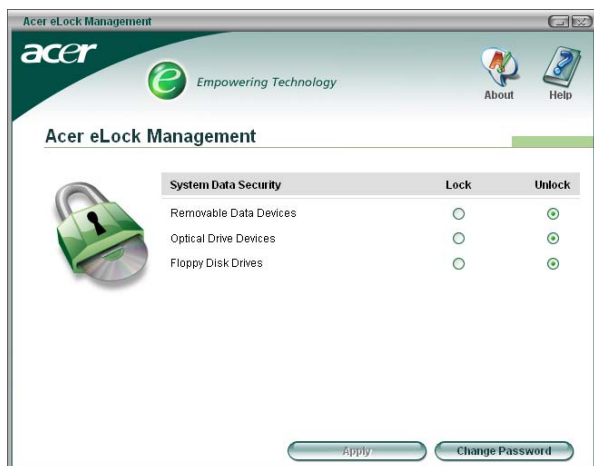 Acer eLock Management
acer
e Empowering Technology
About Help
Acer eLock Management
System Data Security Lock Unlock
Removable Data Devices
Optical Drive Devices
Floppy Disk Drives
Apply Change Password